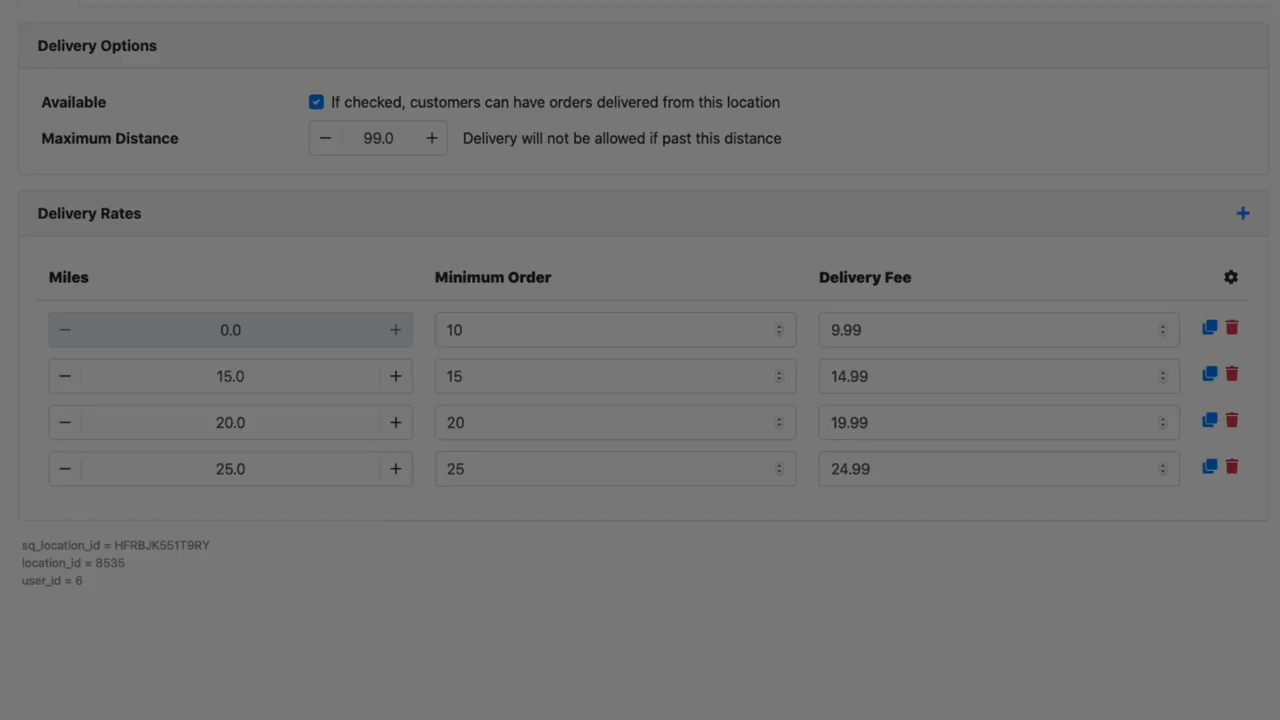 Delivery Options
Available If checked, customers can have orders delivered from this location
Maximum Distance − 99.0 + Delivery will not be allowed if past this distance
Delivery Rates +
Miles Minimum Order Delivery Fee
− 0.0 + 10 9.99
− 15.0 + 15 14.99
− 20.0 + 20 19.99
− 25.0 + 25 24.99
sq_location_id = HFRBJK551T9RY
location_id = 8535
user_id = 6